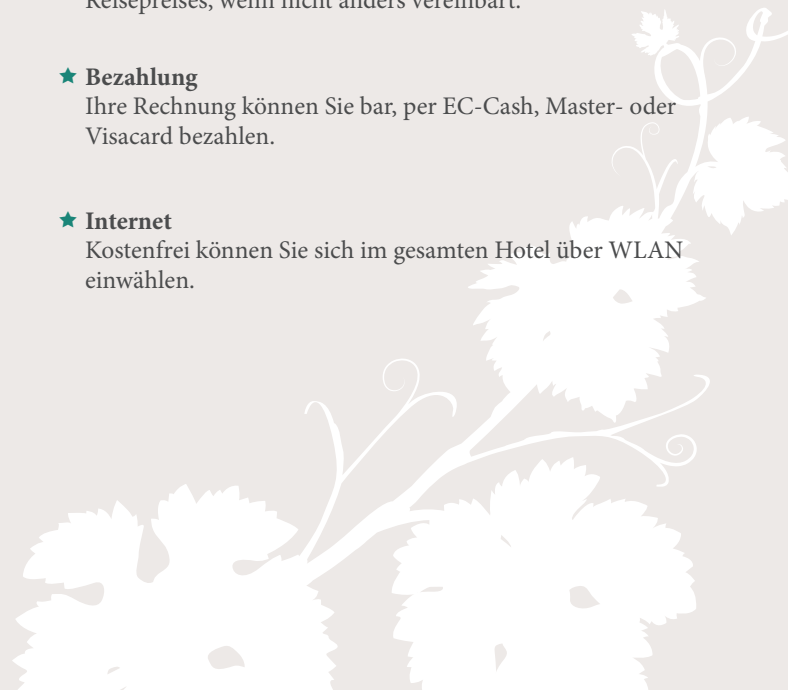 Reisepreises, wenn nicht anders vereinbart.
Bezahlung
Ihre Rechnung können Sie bar, per EC-Cash, Master- oder
Visacard bezahlen.
Internet
Kostenfrei können Sie sich im gesamten Hotel über WLAN
einwählen.